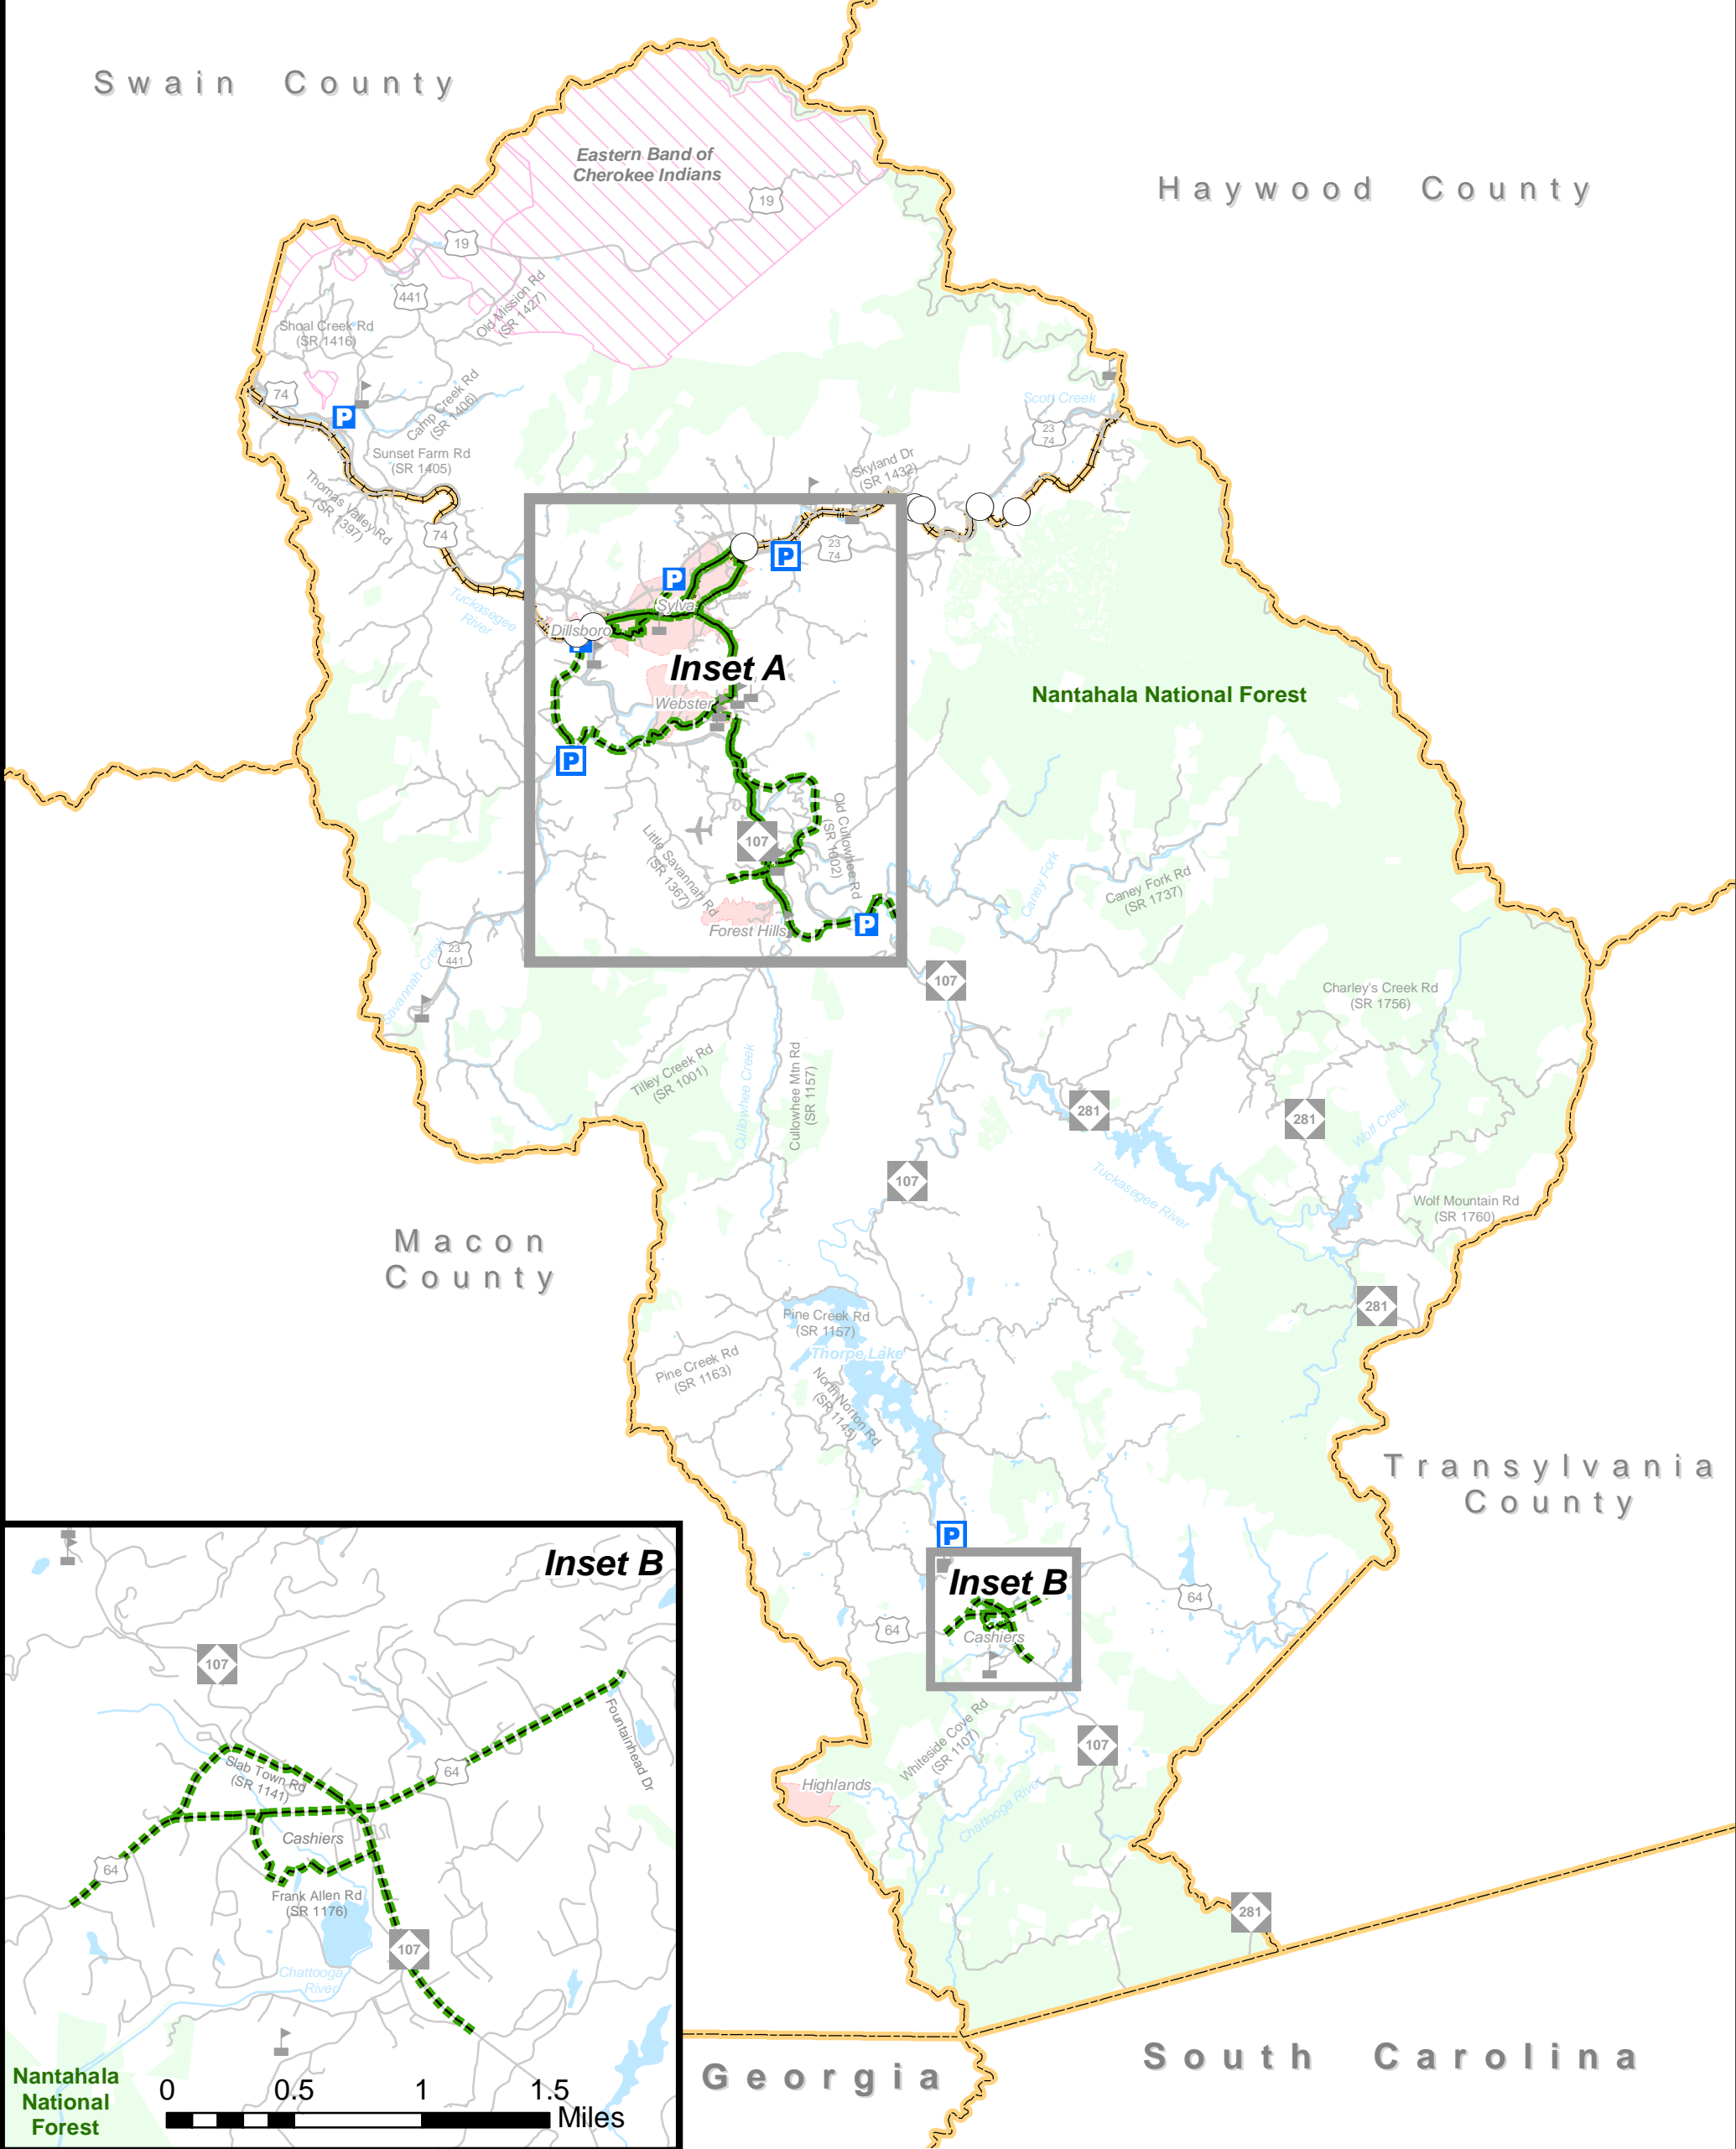 Swain County
Haywood County
Eastern Band of
Cherokee Indians
19
19
441
Old Mission Rd
(SR 1427)
Shoal Creek Rd
(SR 1416)
74
P
Camp Creek Rd
(SR 1406)
Scott Creek
23
74
Sunset Farm Rd
(SR 1405)
Skyland Dr
(SR 1432)
Thomas Valley Rd
(SR 1397)
74
23
74
P
P
Tuckasegee
River
Sylva
Dillsboro
Inset A
Nantahala National Forest
Webster
P
Old Cullowhee Rd
(SR 1002)
107
Little Savannah Rd
(SR 1367)
Caney Fork
Caney Fork Rd
(SR 1737)
P
Forest Hills
23
441
Savannah Creek
107
Charley's Creek Rd
(SR 1756)
Tilley Creek Rd
(SR 1001)
Cullowhee Creek
Cullowhee Mtn Rd
(SR 1157)
281
281
Wolf Creek
107
Tuckasegee River
Wolf Mountain Rd
(SR 1760)
Macon
County
281
Pine Creek Rd
(SR 1157)
Thorpe Lake
Pine Creek Rd
(SR 1163)
North Norton Rd
(SR 1145)
Transylvania
County
P
Inset B
64
64
Cashiers
Whiteside Cove Rd
(SR 1107)
107
Highlands
Chattooga River
281
Georgia
South Carolina
Inset B
107
Fountainhead Dr
64
Slab Town Rd
(SR 1141)
Cashiers
64
Frank Allen Rd
(SR 1176)
107
Chattooga
River
Nantahala
National
Forest
0 0.5 1 1.5
Miles